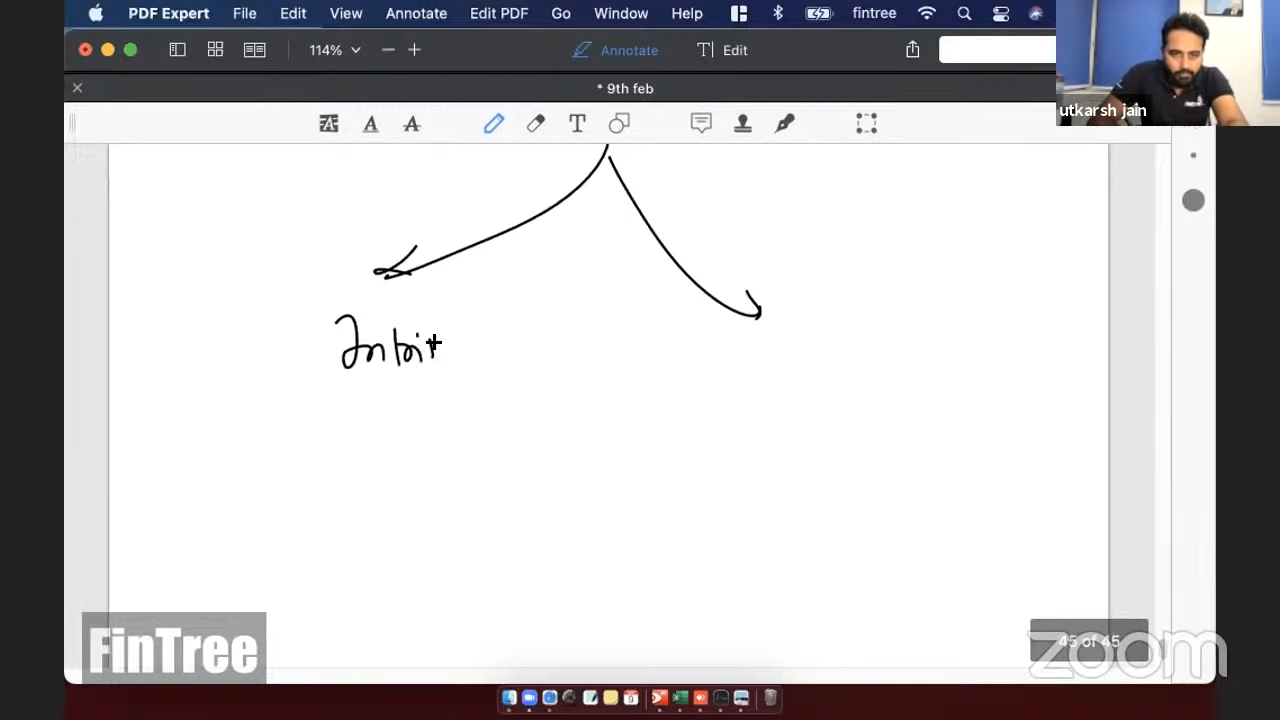 PDF Expert File Edit View Annotate Edit PDF Go Window Help fintree
114% Annotate T Edit
* 9th feb
utkarsh jain
A A A T
FinTree
45 of 45
zoom